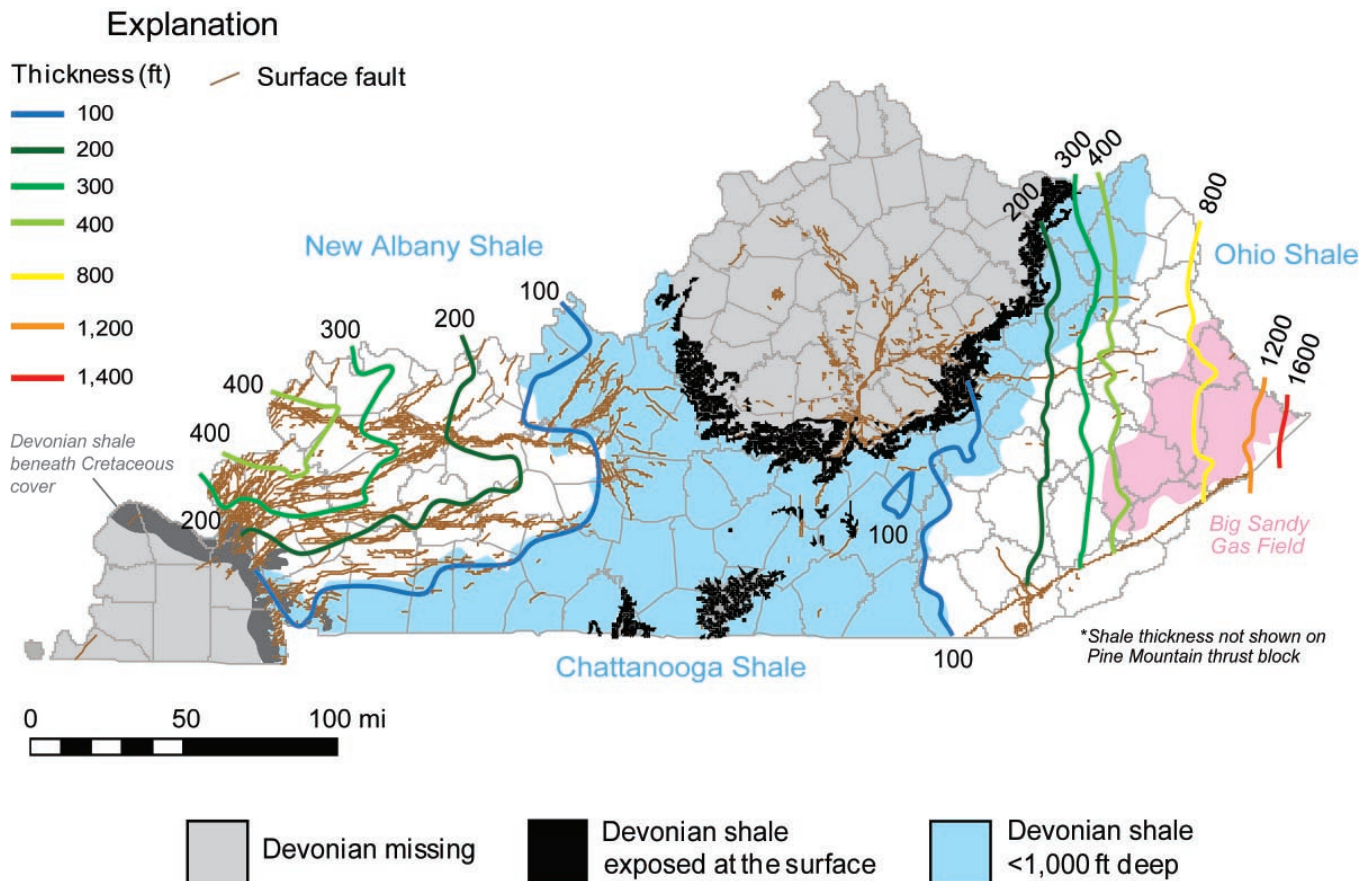 Explanation
Thickness (ft)
Surface fault
100
200
300
400
800
1,200
1,400
New Albany Shale
Ohio Shale
Chattanooga Shale
Big Sandy
Gas Field
Devonian shale
beneath Cretaceous
cover
400
400
300
200
200
100
100
100
200
300
400
800
1200
1600
*Shale thickness not shown on
Pine Mountain thrust block
0 50 100 mi
Devonian missing
Devonian shale
exposed at the surface
Devonian shale
<1,000 ft deep